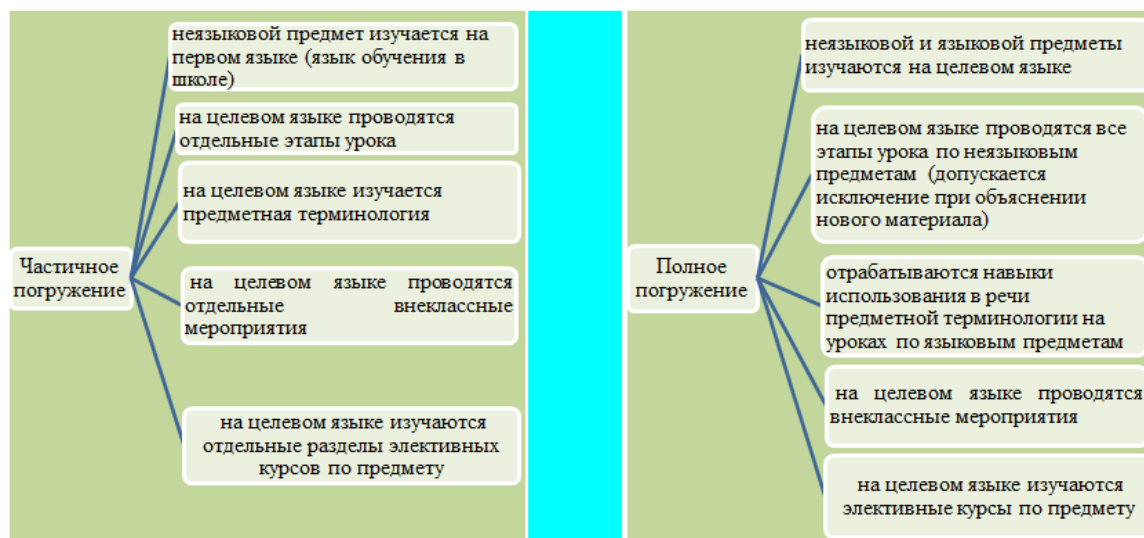 неязыковой предмет изучается на
первом языке (язык обучения в
школе)
на целевом языке проводятся
отдельные этапы урока
на целевом языке изучается
предметная терминология
Частичное
погружение
на целевом языке проводятся
отдельные внеклассные
мероприятия
на целевом языке изучаются
отдельные разделы элективных
курсов по предмету
неязыковой и языковой предметы
изучаются на целевом языке
на целевом языке проводятся все
этапы урока по неязыковым
предметам (допускается
исключение при объяснении
нового материала)
Полное
погружение
отрабатываются навыки
использования в речи
предметной терминологии на
уроках по языковым предметам
на целевом языке проводятся
внеклассные мероприятия
на целевом языке изучаются
элективные курсы по предмету